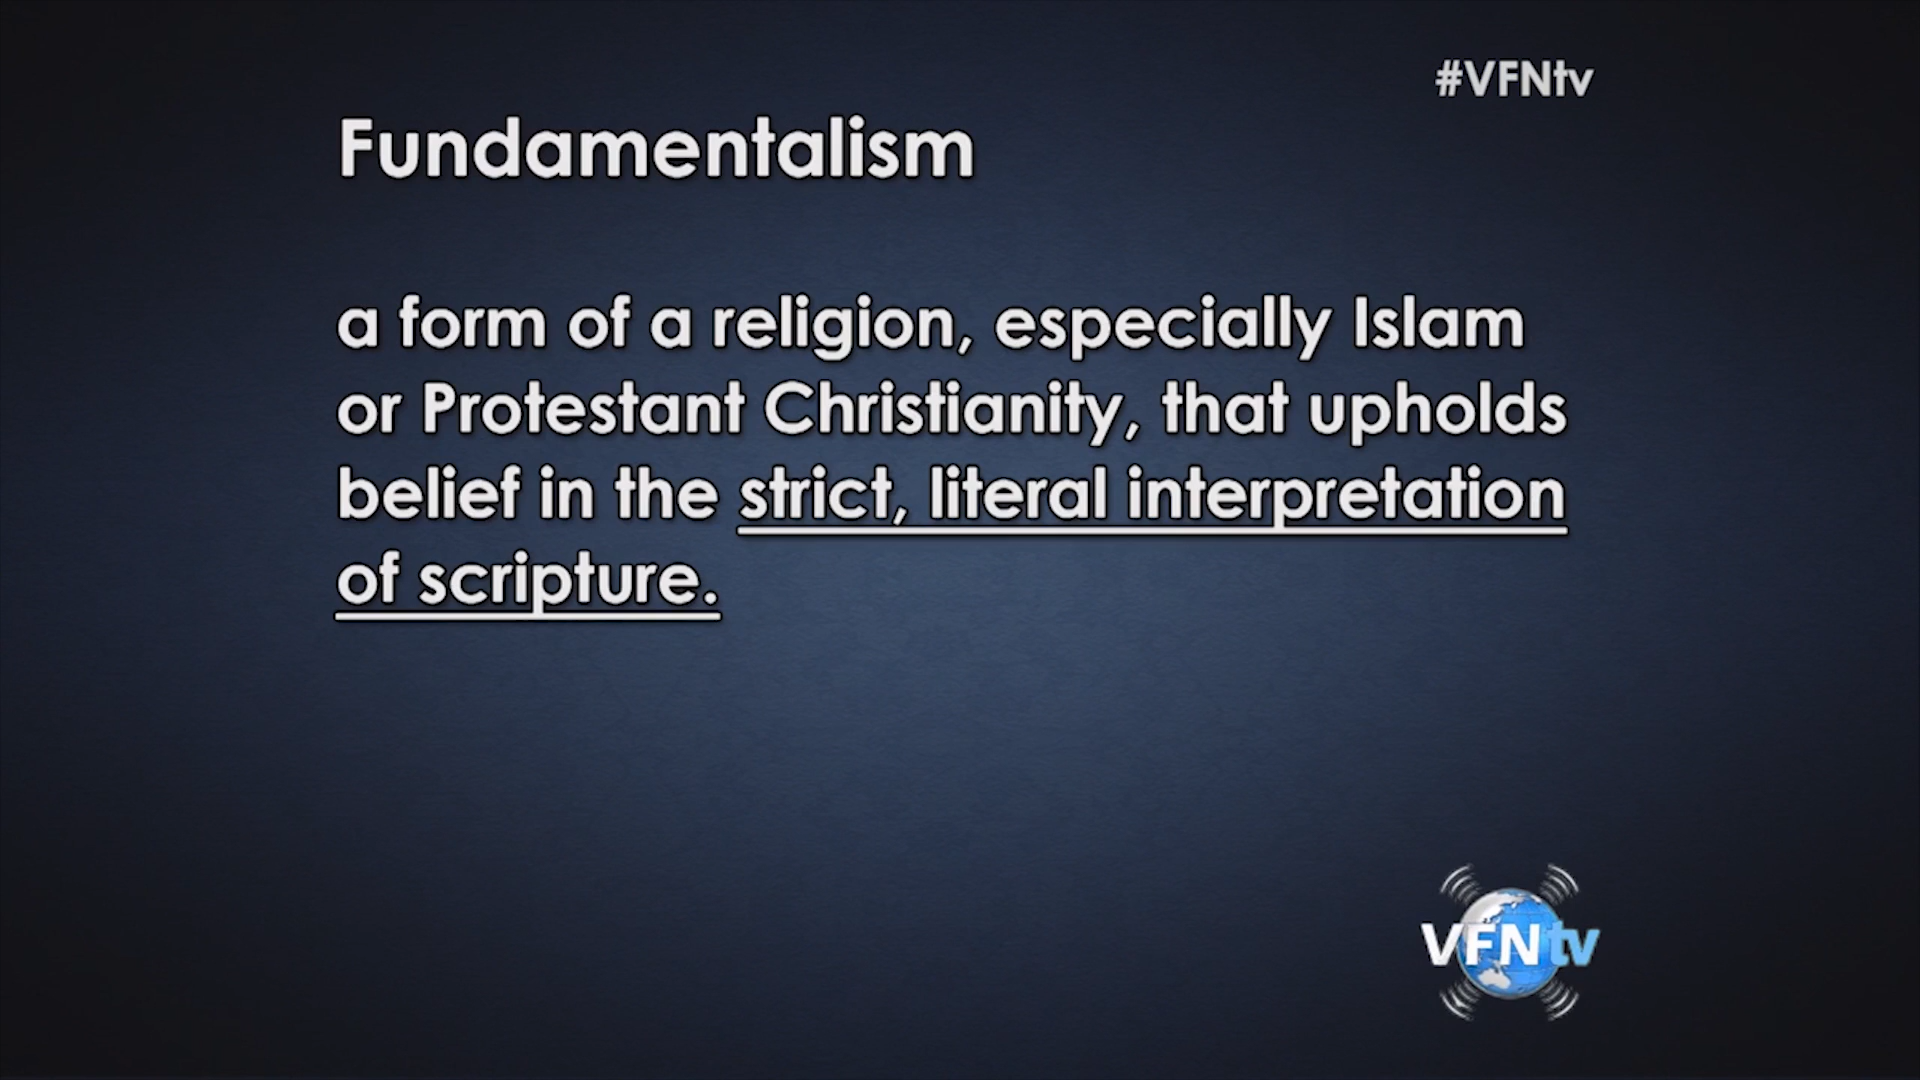 #VFNtv
Fundamentalism
a form of a religion, especially Islam
or Protestant Christianity, that upholds
belief in the strict, literal interpretation
of scripture.
VFNtv